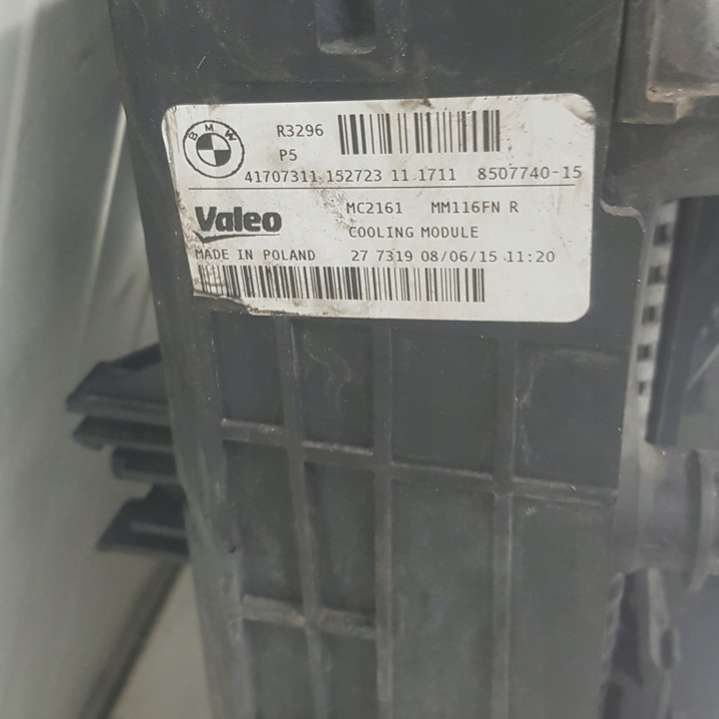 BMW
R3296
P5
41707311 152723 11 1711 8507740-15
Valeo
MC2161 MM116FN R
COOLING MODULE
MADE IN POLAND 27 7319 08/06/15 11:20